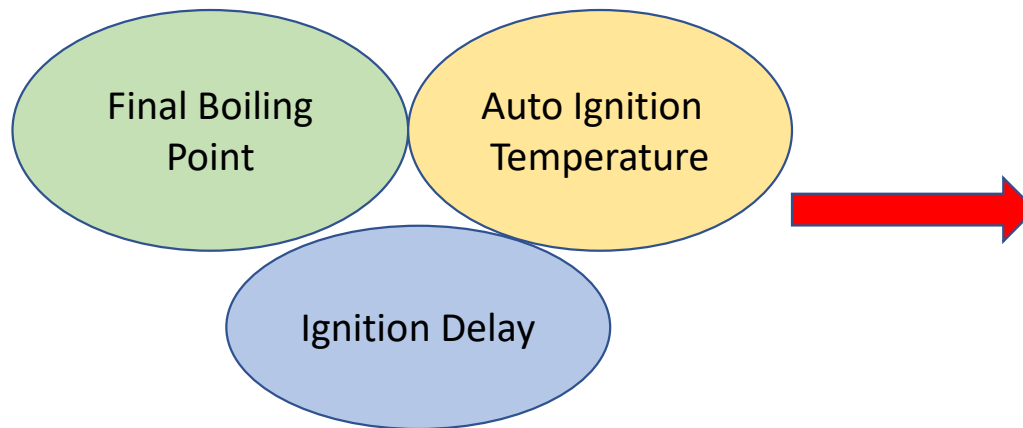 Final Boiling
Point
Auto Ignition
Temperature
Ignition Delay